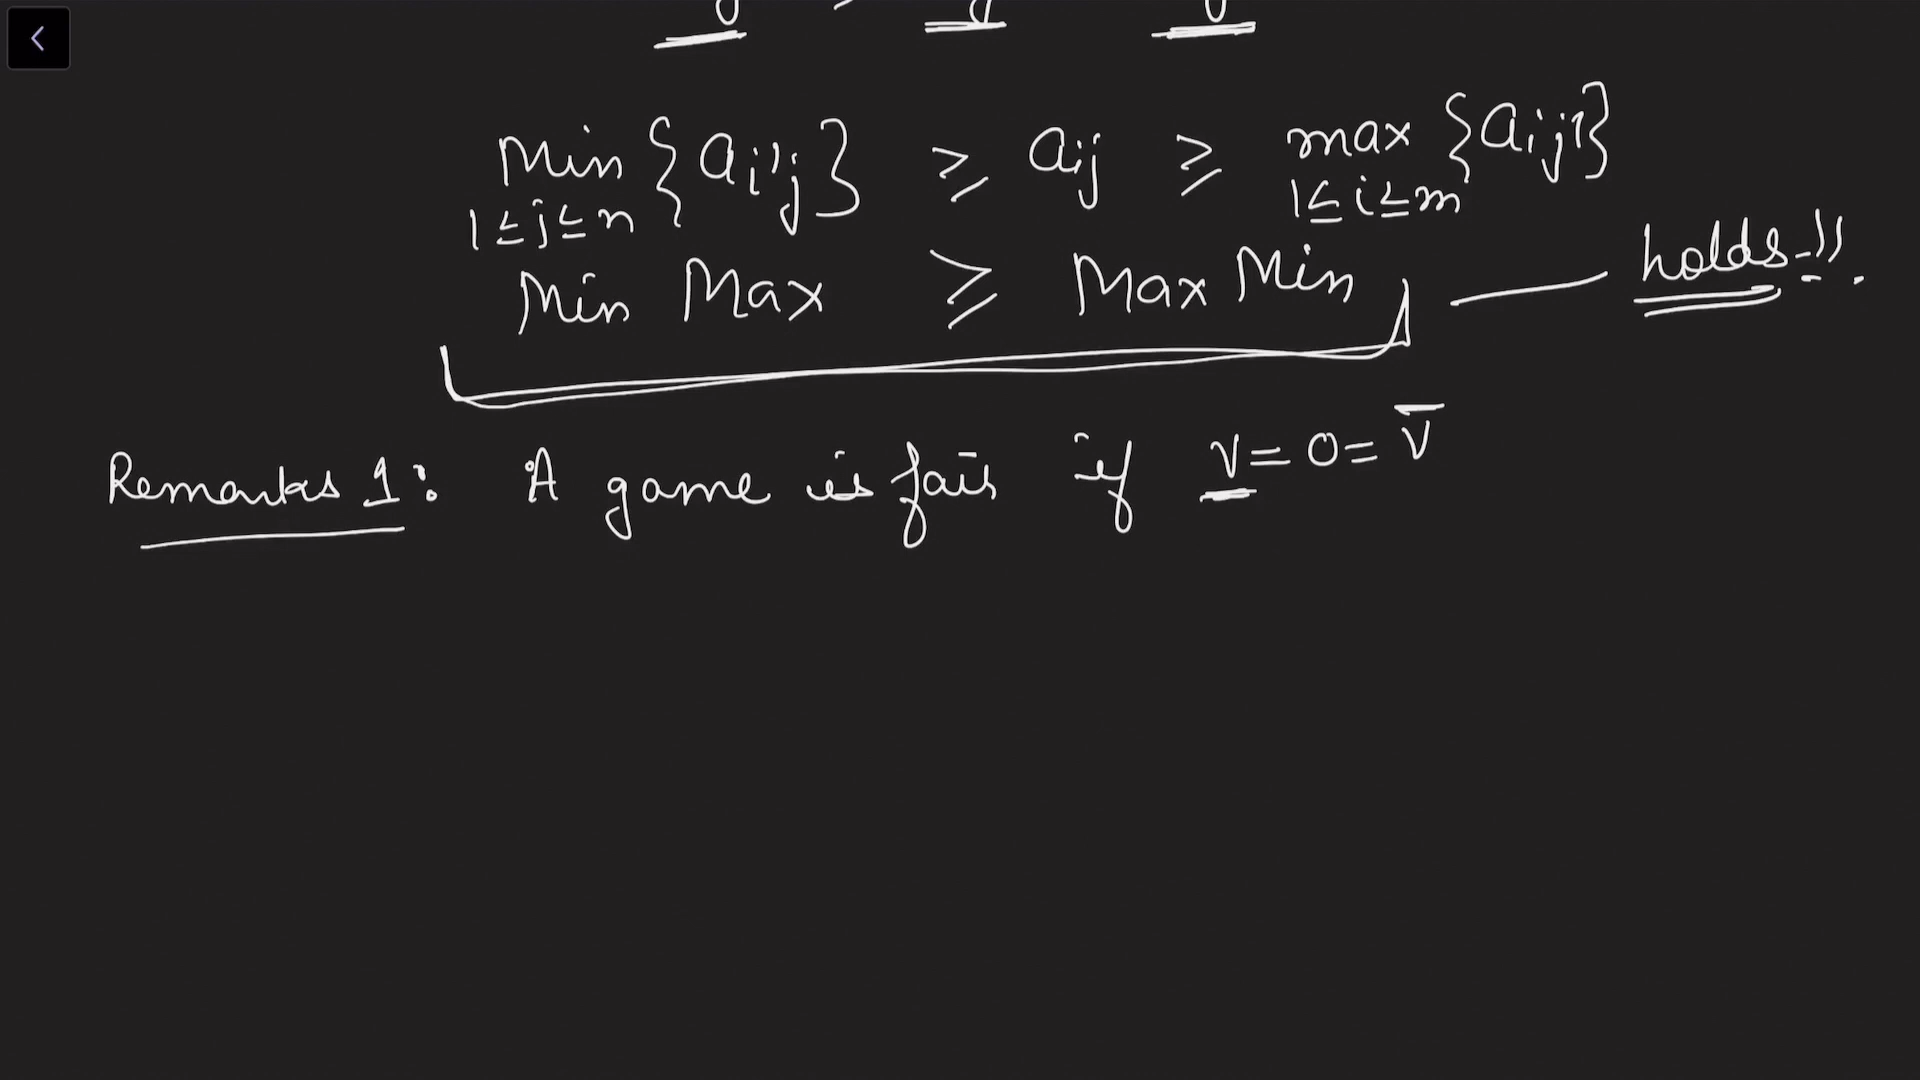 Min {ai'j} ≥ aij ≥ max {aij'}
1≤j≤n 1≤i≤m
Min Max ≥ Max Min — holds-!!.
Remarks 1: A game is fair if v̲ = 0 = v̅